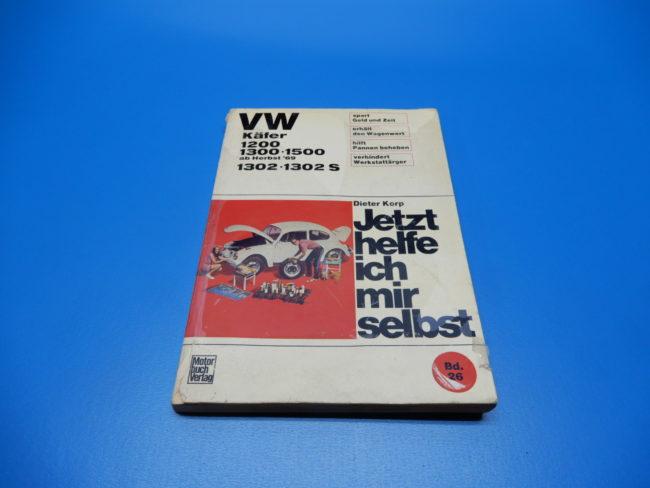 VW
Käfer
1200
1300·1500
ab Herbst '69
1302·1302 S
spart
Geld und Zeit
erhält
den Wagenwert
hilft
Pannen beheben
verhindert
Werkstattärger
Dieter Korp
Jetzt
helfe
ich
mir
selbst
Motor
buch
Verlag
Bd.
26